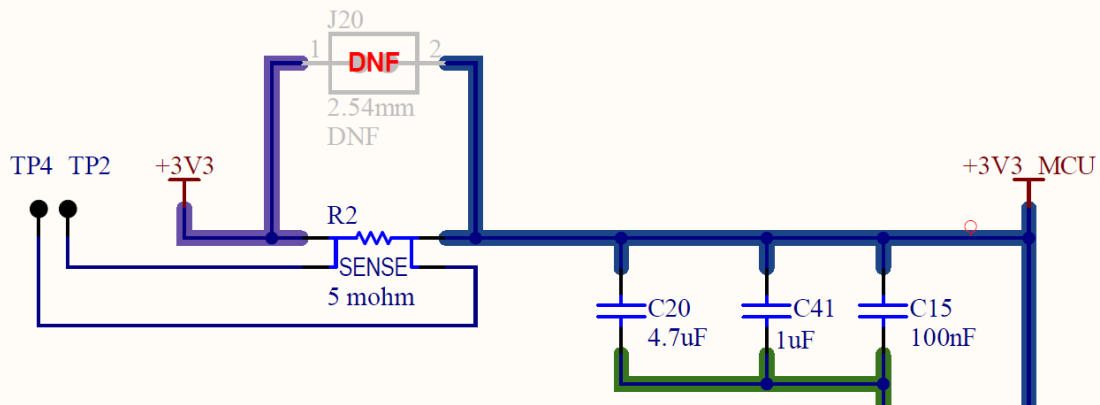 J20
1 DNF 2
2.54mm
DNF
TP4 TP2 +3V3
+3V3_MCU
R2
SENSE
5 mohm
C20
4.7uF
C41
1uF
C15
100nF